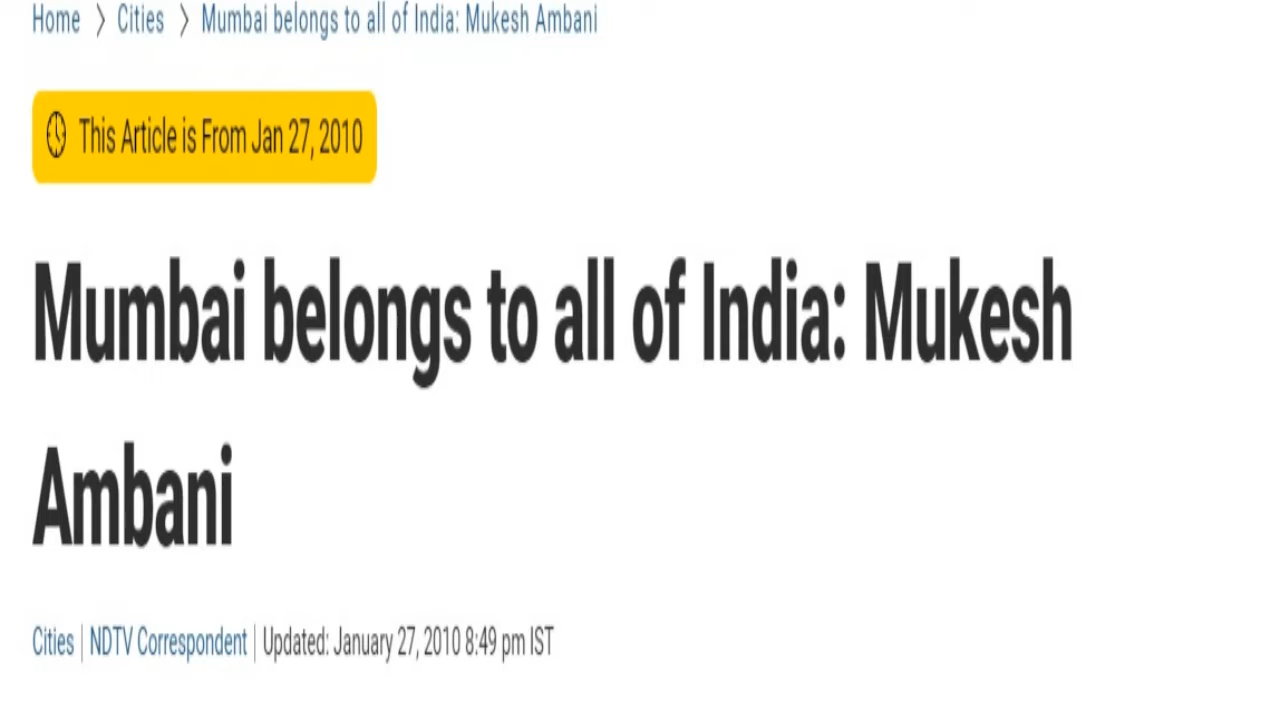 Home > Cities > Mumbai belongs to all of India: Mukesh Ambani
This Article is From Jan 27, 2010
Mumbai belongs to all of India: Mukesh
Ambani
Cities | NDTV Correspondent | Updated: January 27, 2010 8:49 pm IST